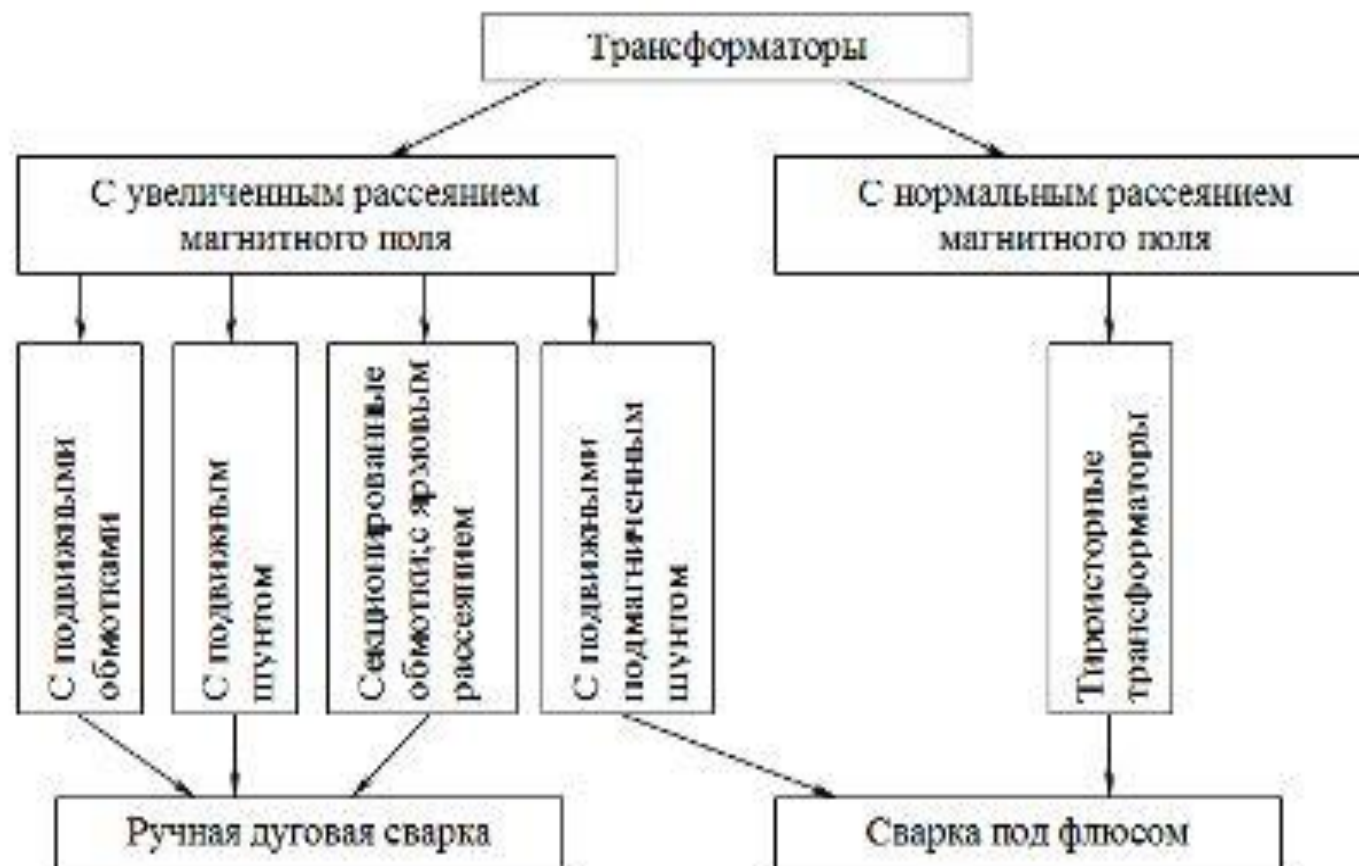 Трансформаторы
С увеличенным рассеянием
магнитного поля
С нормальным рассеянием
магнитного поля
С подвижными
обмотками
С подвижным
шунтом
Секционированные
обмотки;с ярмовым
рассеянием
С подвижными
подмагниченным
шунтом
Тирристорные
трансформаторы
Ручная дуговая сварка
Сварка под флюсом